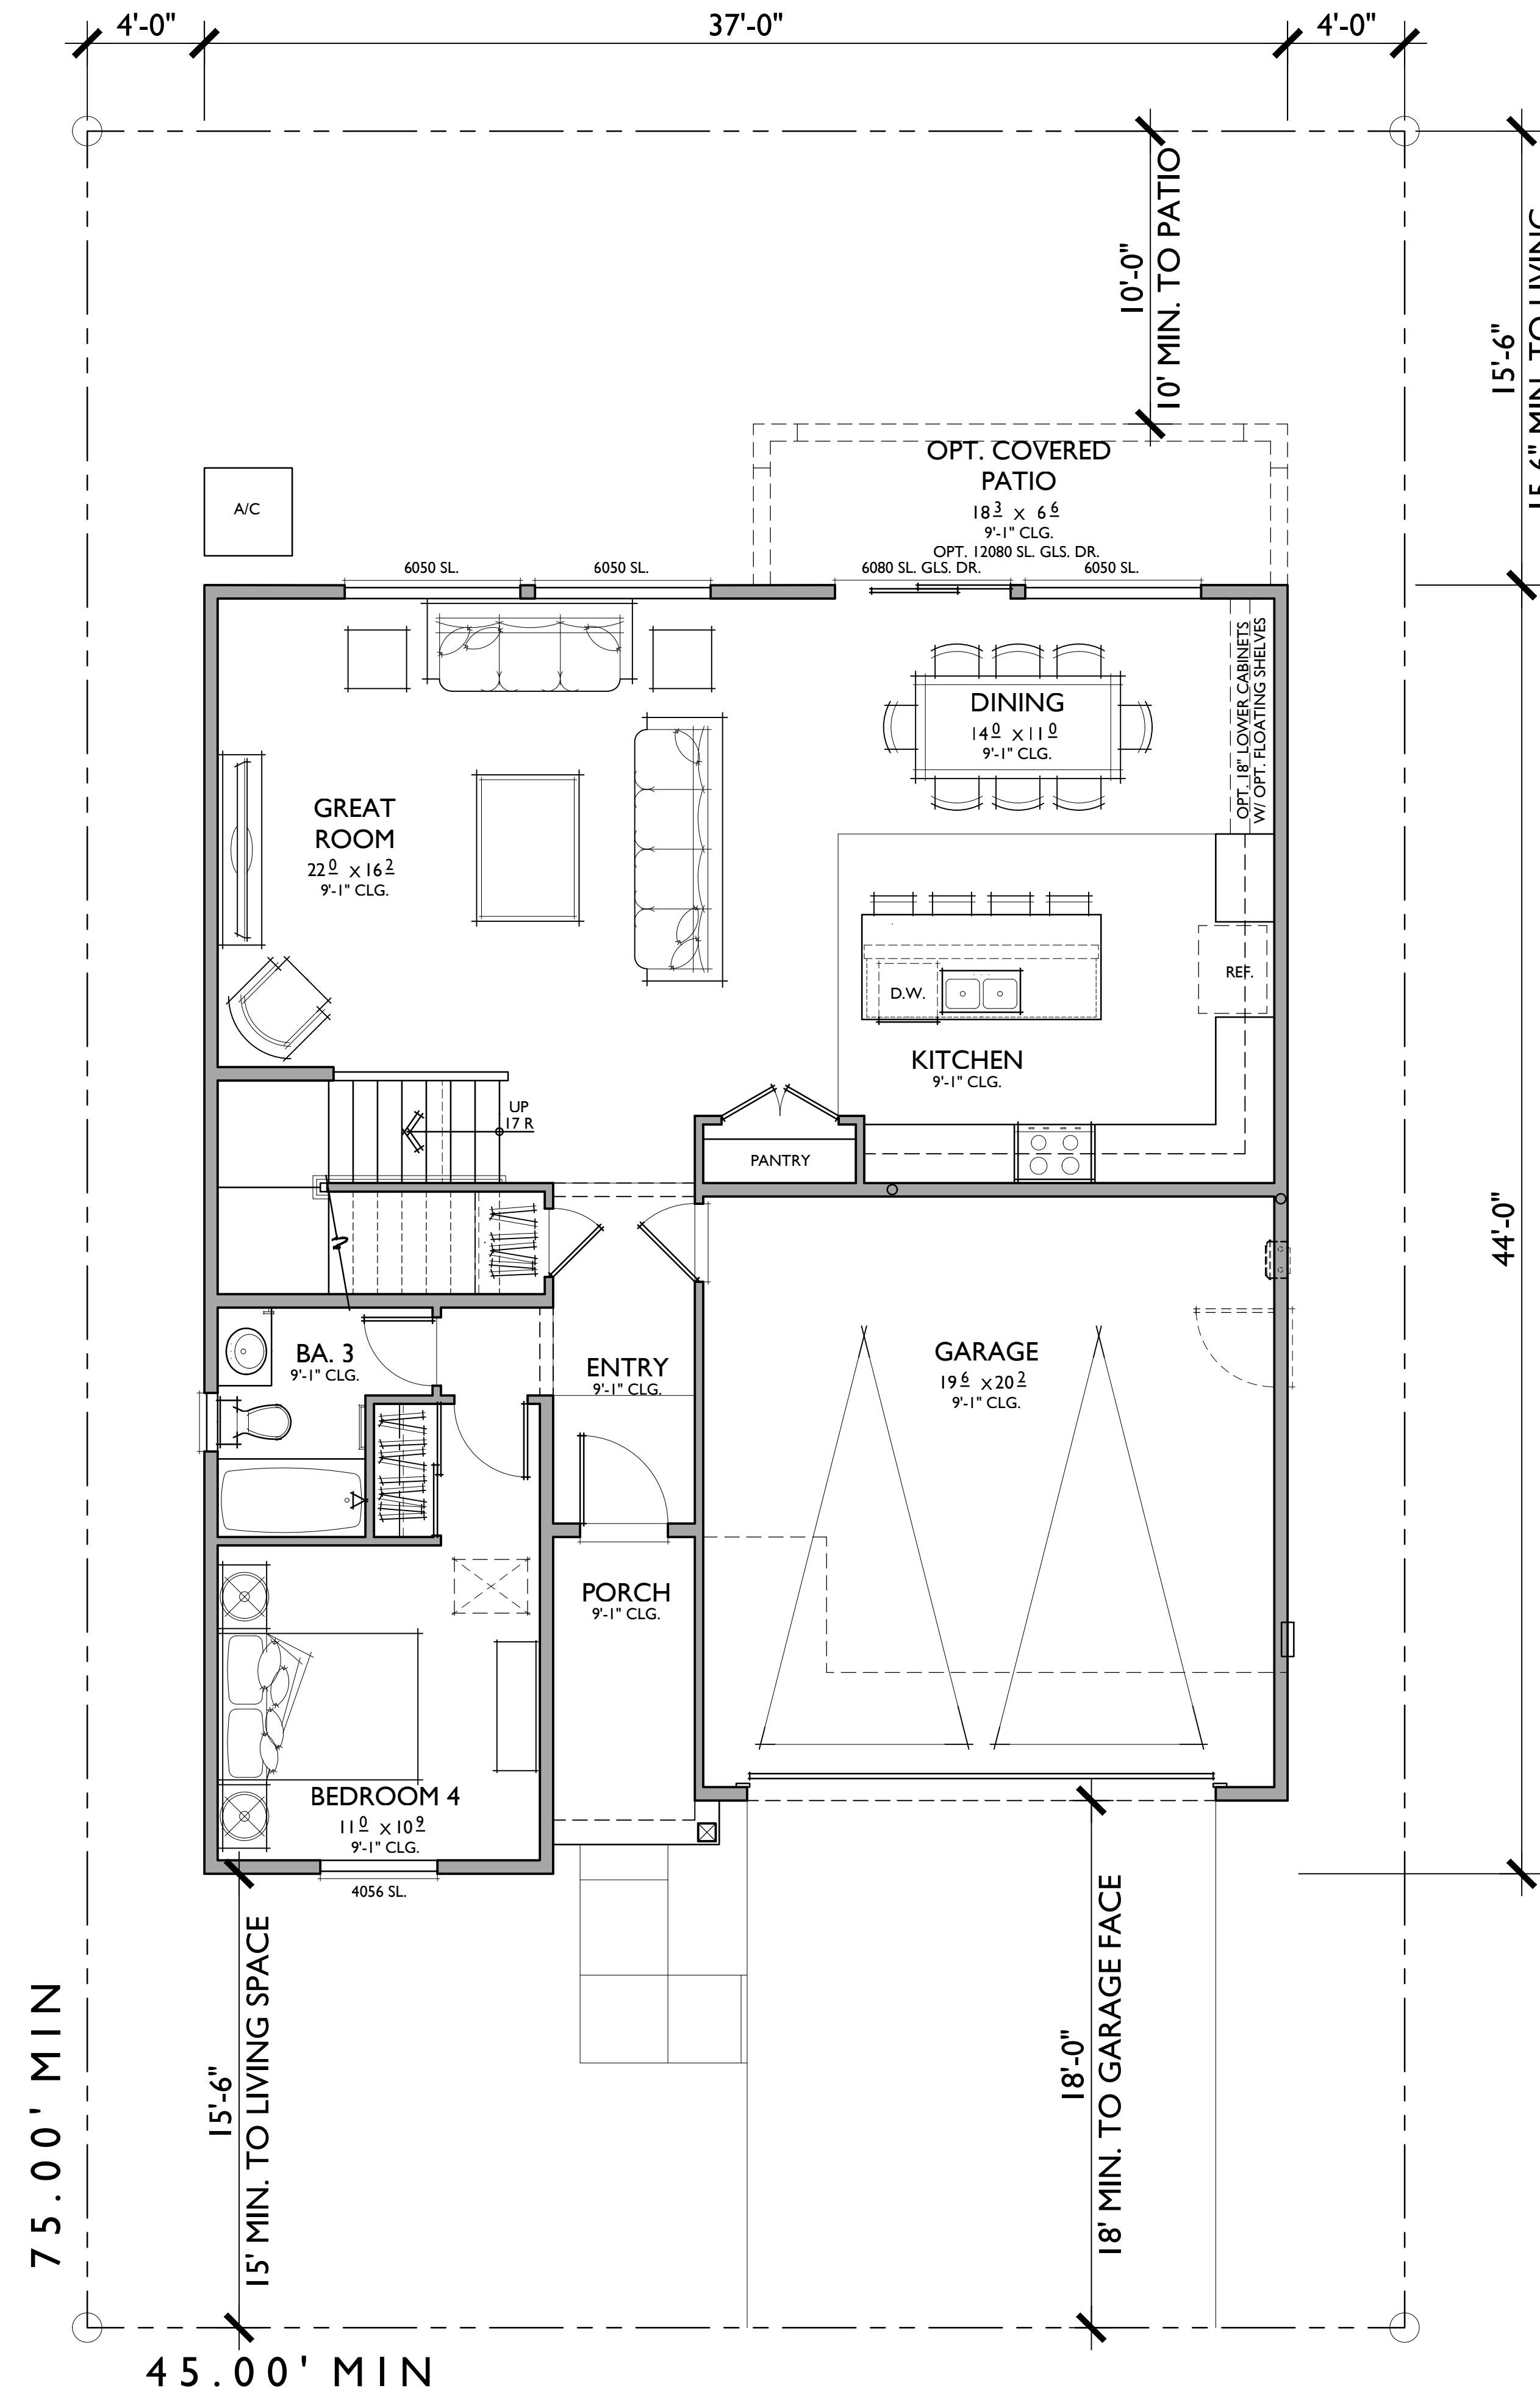 4'-0"
37'-0"
4'-0"
10'-0"
10' MIN. TO PATIO
15'-6"
15'-6" MIN. TO LIVING
OPT. COVERED
PATIO
18 3 x 6 6
9'-1" CLG.
OPT. 12080 SL. GLS. DR.
A/C
6050 SL.
6050 SL.
6080 SL. GLS. DR.
6050 SL.
OPT. 18" LOWER CABINETS
W/ OPT. FLOATING SHELVES
DINING
14 0 x 11 0
9'-1" CLG.
GREAT
ROOM
22 0 x 16 2
9'-1" CLG.
REF.
D.W.
KITCHEN
9'-1" CLG.
UP
17 R
PANTRY
44'-0"
BA. 3
9'-1" CLG.
ENTRY
9'-1" CLG.
GARAGE
19 6 x 20 2
9'-1" CLG.
PORCH
9'-1" CLG.
BEDROOM 4
11 0 x 10 9
9'-1" CLG.
4056 SL.
15'-6"
15' MIN. TO LIVING SPACE
18'-0"
18' MIN. TO GARAGE FACE
75.00' MIN
45.00' MIN